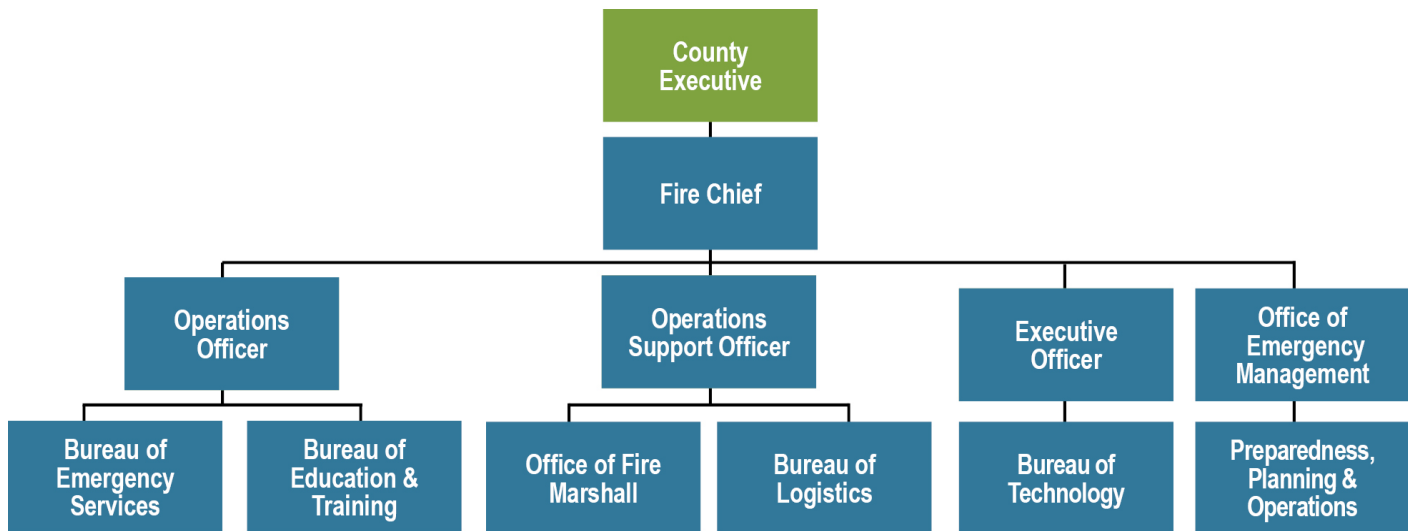 County
Executive
Fire Chief
Operations
Officer
Operations
Support Officer
Executive
Officer
Office of
Emergency
Management
Bureau of
Emergency
Services
Bureau of
Education &
Training
Office of Fire
Marshall
Bureau of
Logistics
Bureau of
Technology
Preparedness,
Planning &
Operations